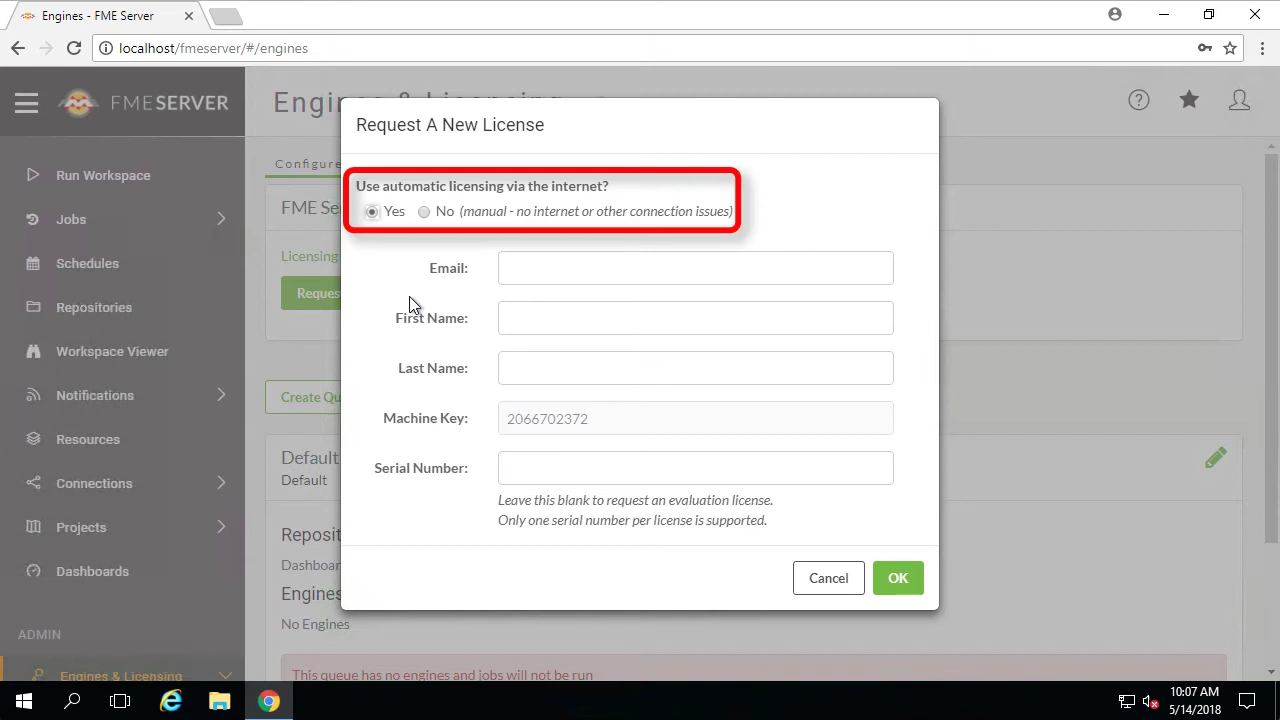 Engines - FME Server
localhost/fmeserver/#/engines
FMESERVER
Engines & Licensing
Run Workspace
Jobs
Schedules
Repositories
Workspace Viewer
Notifications
Resources
Connections
Projects
Dashboards
ADMIN
Engines & Licensing
Configure
FME Se
Licensing
Reques
Create Qu
Default
Default
Reposit
Dashboar
Engines
No Engines
This queue has no engines and jobs will not be run
Request A New License
Use automatic licensing via the internet?
Yes No (manual - no internet or other connection issues)
Email:
First Name:
Last Name:
Machine Key: 2066702372
Serial Number:
Leave this blank to request an evaluation license.
Only one serial number per license is supported.
Cancel OK
10:07 AM
5/14/2018